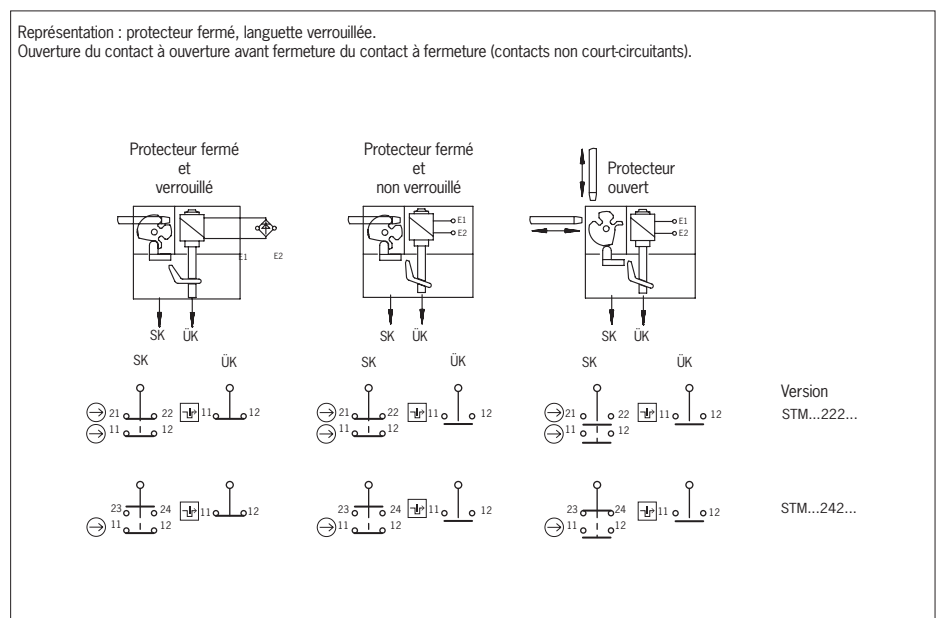 Représentation : protecteur fermé, languette verrouillée.
Ouverture du contact à ouverture avant fermeture du contact à fermeture (contacts non court-circuitants).
Protecteur fermé
et
verrouillé
Protecteur fermé
et
non verrouillé
Protecteur
ouvert
E1 E2
E1
E2
E1
E2
SK ÜK
SK ÜK
SK ÜK
SK ÜK
SK ÜK
SK ÜK
Version
21 22 11 12
11 12
21 22 11 12
11 12
21 22 11 12
11 12
STM...222...
23 24 11 12
11 12
23 24 11 12
11 12
23 24 11 12
11 12
STM...242...